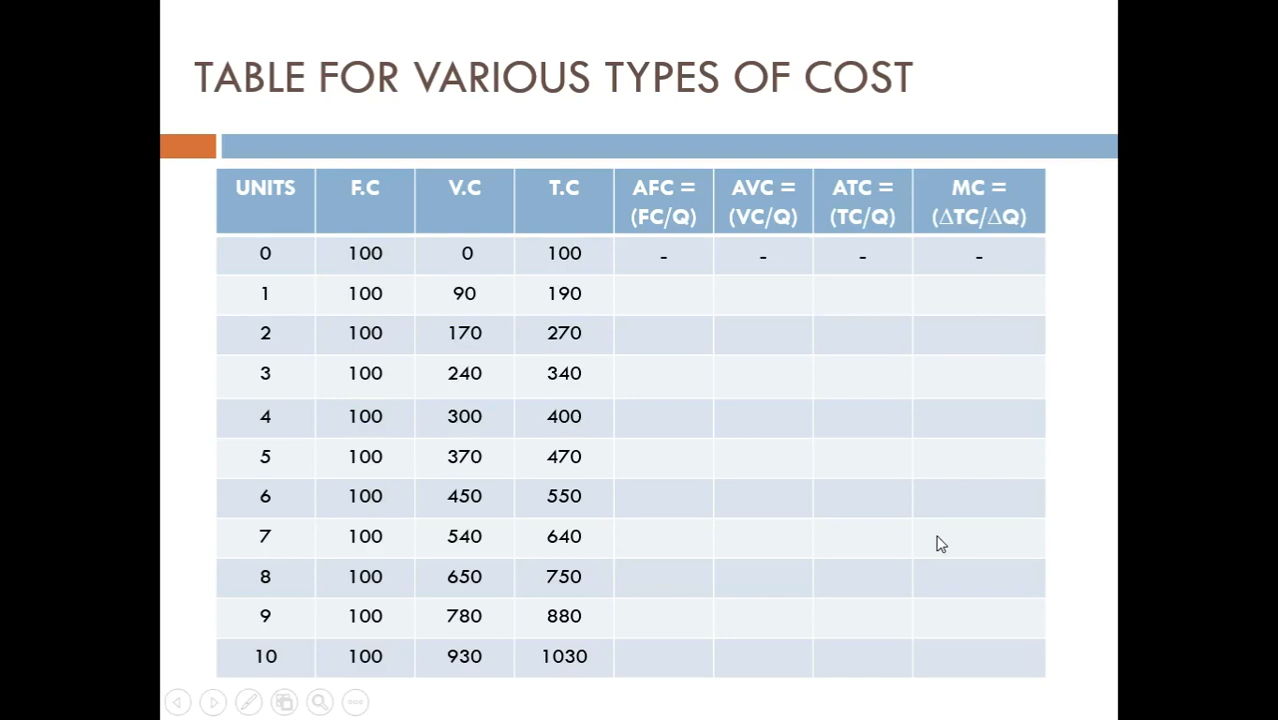 TABLE FOR VARIOUS TYPES OF COST
UNITS F.C V.C T.C AFC = (FC/Q) AVC = (VC/Q) ATC = (TC/Q) MC = (∆TC/∆Q)
0 100 0 100 - - - -
1 100 90 190
2 100 170 270
3 100 240 340
4 100 300 400
5 100 370 470
6 100 450 550
7 100 540 640
8 100 650 750
9 100 780 880
10 100 930 1030